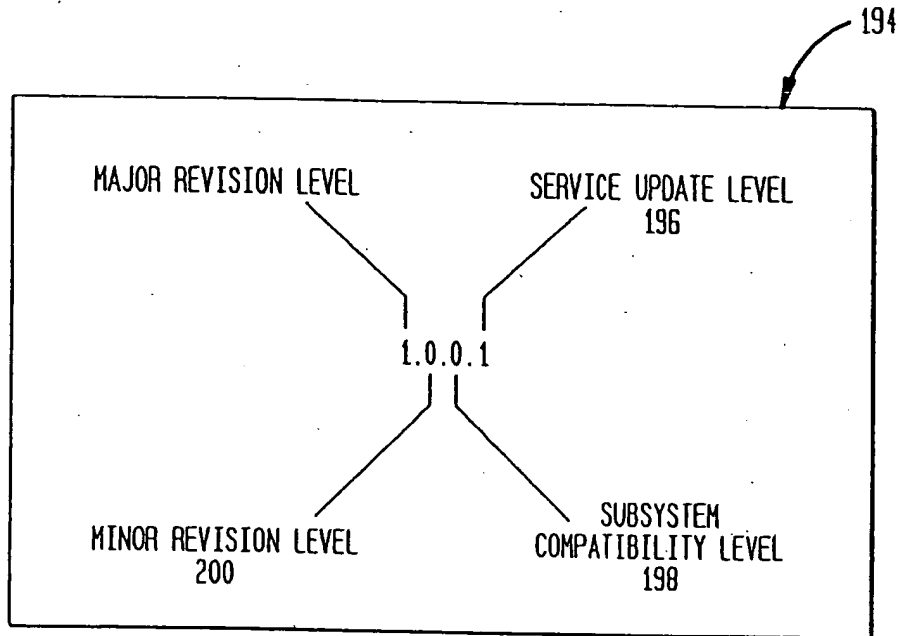 194
MAJOR REVISION LEVEL
SERVICE UPDATE LEVEL
196
1.0.0.1
MINOR REVISION LEVEL
200
SUBSYSTEM
COMPATIBILITY LEVEL
198